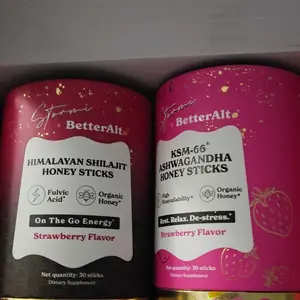 Stormi
BetterAlt
HIMALAYAN SHILAJIT
HONEY STICKS
Fulvic
Acid*
Organic
Honey*
On The Go Energy*
Strawberry Flavor
Net quantity: 30 sticks
Dietary Supplement
BetterAlt
KSM-66®
ASHWAGANDHA
HONEY STICKS
High
Bioavailability*
Organic
Honey*
Rest. Relax. De-stress.*
Strawberry Flavor
Net quantity: 30 sticks
Dietary Supplement